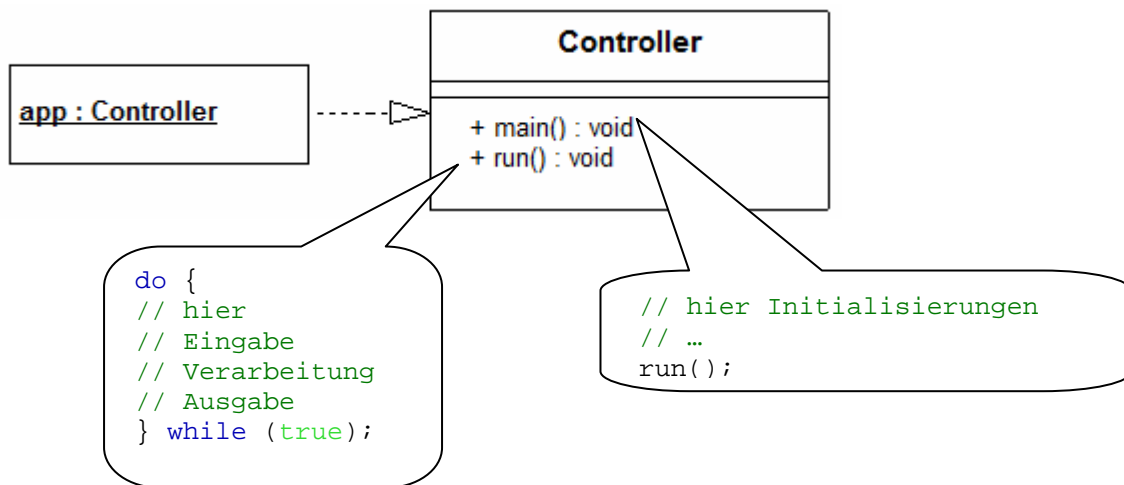 Controller
app : Controller
+ main() : void
+ run() : void
do {
// hier
// Eingabe
// Verarbeitung
// Ausgabe
} while (true);
// hier Initialisierungen
// …
run();